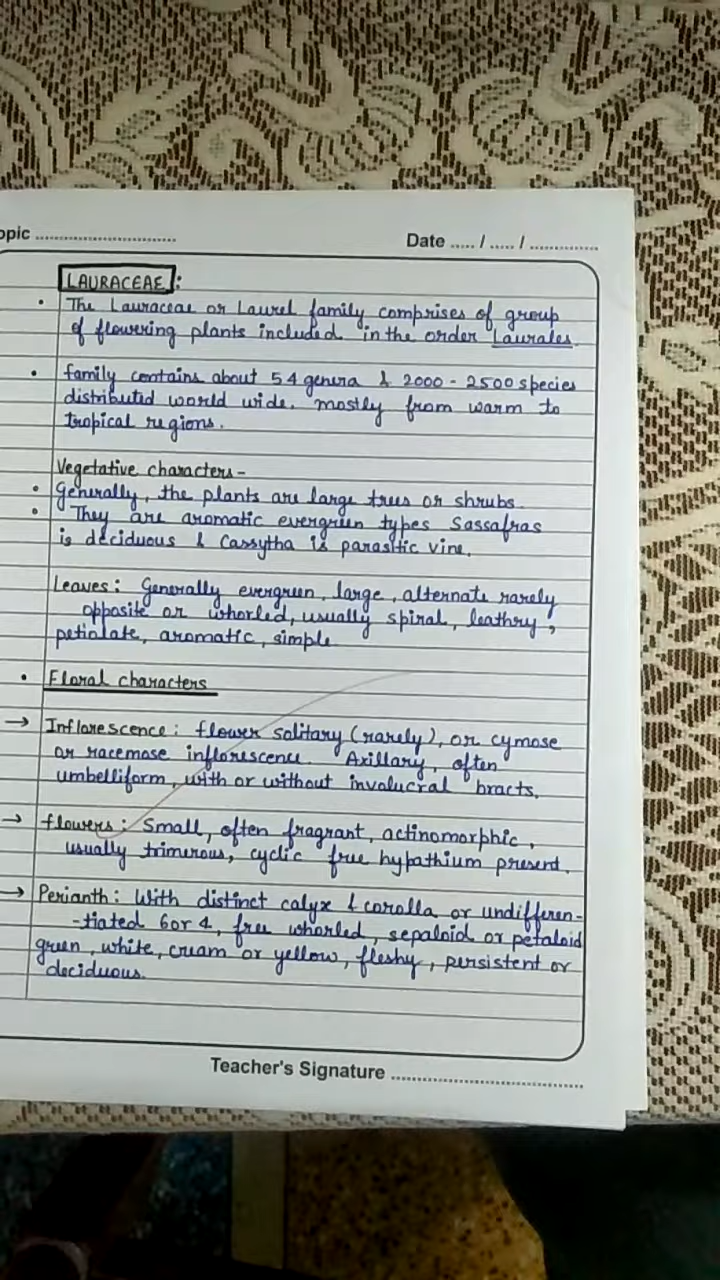 opic ..............................
Date ..... / ..... / ...............
LAURACEAE :
• The Lauraceae or Laurel family comprises of group
of flowering plants included in the order Laurales.
• family contains about 54 genera & 2000 - 2500 species
distributed world wide. mostly from warm to
tropical regions.
Vegetative characters -
• Generally, the plants are large trees or shrubs.
• They are aromatic evergreen types Sassafras
is deciduous & Cassytha is parasitic vine.
Leaves : Generally evergreen, large, alternate rarely
opposite or whorled, usually spiral, leathry,
petiolate, aromatic, simple
• Floral characters
→ Inflorescence : flower solitary (rarely), or cymose
or racemose inflorescence. Axillary, often
umbelliform, with or without involucral bracts.
→ flowers : Small, often fragrant, actinomorphic,
usually trimerous, cyclic free hypathium present.
→ Perianth : With distinct calyx & corolla or undifferen-
-tiated 6 or 4, free whorled, sepaloid or petaloid
green, white, cream or yellow, fleshy, persistent or
deciduous.
Teacher's Signature ........................................